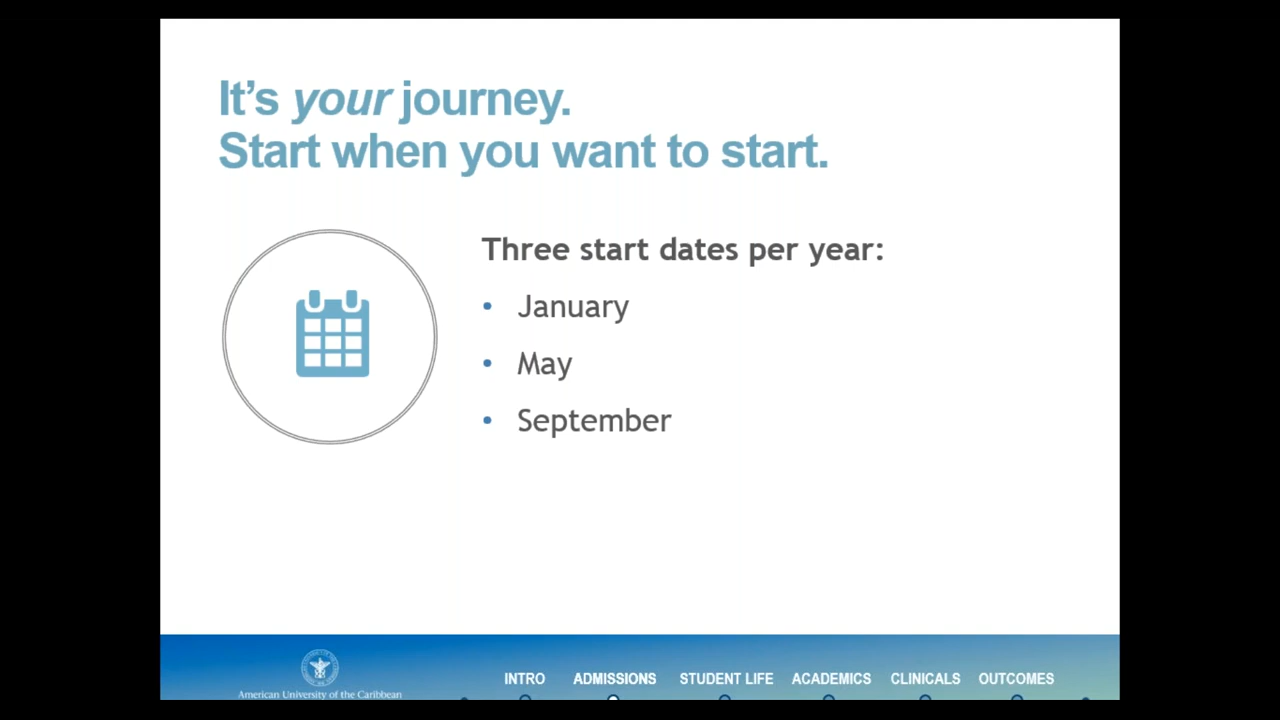 It's your journey.
Start when you want to start.
Three start dates per year:
• January
• May
• September
American University of the Caribbean
INTRO ADMISSIONS STUDENT LIFE ACADEMICS CLINICALS OUTCOMES